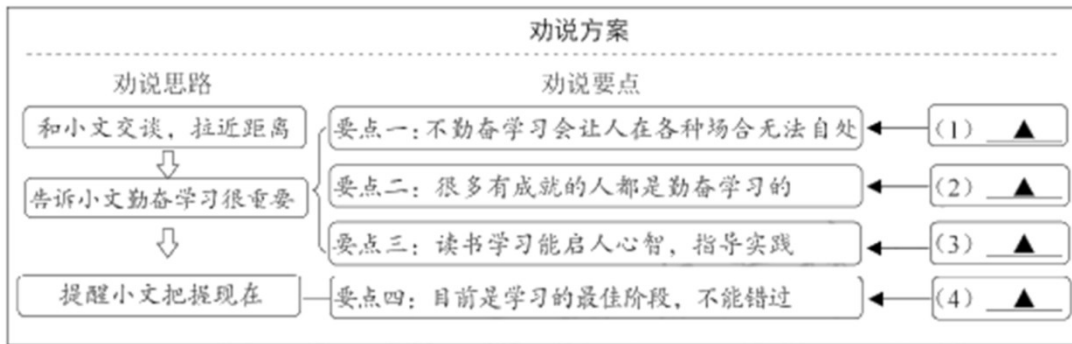 劝说方案
劝说思路 劝说要点
和小文交谈，拉近距离
要点一：不勤奋学习会让人在各种场合无法自处
(1) ▲
告诉小文勤奋学习很重要
要点二：很多有成就的人都是勤奋学习的
(2) ▲
要点三：读书学习能启人心智，指导实践
(3) ▲
提醒小文把握现在
要点四：目前是学习的最佳阶段，不能错过
(4) ▲